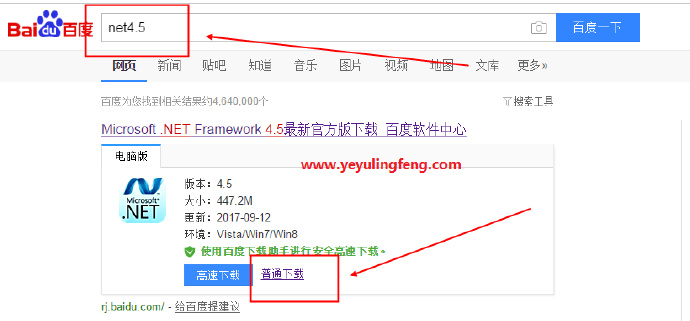 Bai du 百度 net4.5 百度一下
网页 新闻 贴吧 知道 音乐 图片 视频 地图 文库 更多»
百度为您找到相关结果约4,640,000个 搜索工具
Microsoft .NET Framework 4.5最新官方版下载_百度软件中心
电脑版
www.yeyulingfeng.com
Microsoft .NET
版本：4.5
大小：447.2M
更新：2017-09-12
环境：Vista/Win7/Win8
使用百度下载助手进行安全高速下载。
高速下载 普通下载
rj.baidu.com/ - 给百度提建议